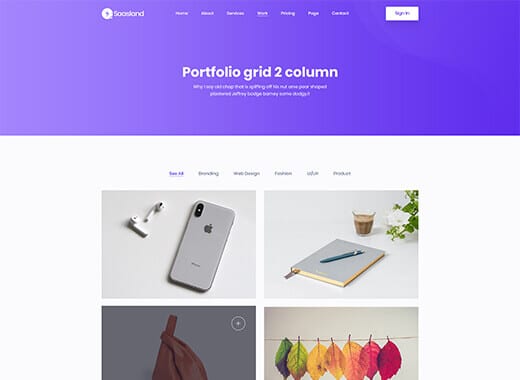 Saasland
Home About Services Work Pricing Page Contact
Sign In
Portfolio grid 2 column
Why I say old chap that is spiffing off his nut arse pear shaped
plastered Jeffrey bodge barney some dodgy.!!
See All Branding Web Design Fashion Product
iPhone